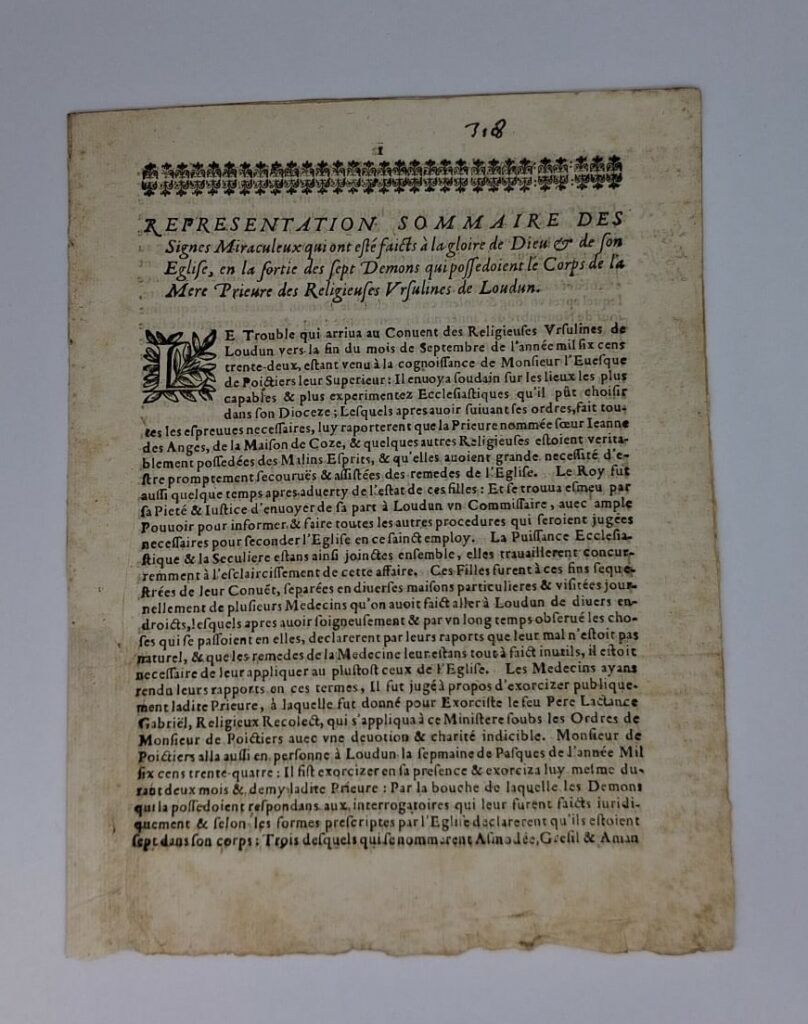 718
1
REPRESENTATION SOMMAIRE DES
Signes Miraculeux qui ont eſté faicts à la gloire de Dieu & de ſon
Egliſe, en la ſortie des ſept Demons qui poſſedoient le Corps de la
Mere Prieure des Religieuſes Vrſulines de Loudun.
LE Trouble qui arriua au Conuent des Religieuſes Vrſulines de
Loudun vers la fin du mois de Septembre de l'année mil ſix cens
trente-deux, eſtant venu à la cognoiſſance de Monſieur l'Eueſque
de Poictiers leur Superieur: Il enuoya ſoudain ſur les lieux les plus
capables & plus experimentez Eccleſiaſtiques qu'il pût choiſir
dans ſon Dioceze; Leſquels apres auoir ſuiuant ſes ordres, fait tou-
tes les eſpreuues neceſſaires, luy raporterent que la Prieure nommée ſœur Ieanne
des Anges, de la Maiſon de Coze, & quelques autres Religieuſes eſtoient verita-
blement poſſedées des Malins Eſprits, & qu'elles auoient grande neceſſité d'e-
ſtre promptement ſecouruës & aſſiſtées des remedes de l'Egliſe. Le Roy fut
auſſi quelque temps apres aduerty de l'eſtat de ces filles: Et ſe trouua eſmeu par
ſa Pieté & Iuſtice d'enuoyer de ſa part à Loudun vn Commiſſaire, auec ample
Pouuoir pour informer & faire toutes les autres procedures qui ſeroient jugées
neceſſaires pour ſeconder l'Egliſe en ce ſainct employ. La Puiſſance Eccleſia-
ſtique & la Seculiere eſtans ainſi joinctes enſemble, elles trauaillerent concur-
remment à l'eſclairciſſement de cette affaire. Ces Filles furent à ces fins ſeque-
ſtrées de leur Conuēt, ſeparées en diuerſes maiſons particulieres & viſitées jour-
nellement de pluſieurs Medecins qu'on auoit faict aller à Loudun de diuers en-
droicts, leſquels apres auoir ſoigneuſement & par vn long temps obſerué les cho-
ſes qui ſe paſſoient en elles, declarerent par leurs raports que leur mal n'eſtoit pas
naturel, & que les remedes de la Medecine leur eſtans tout à faict inutils, il eſtoit
neceſſaire de leur appliquer au pluſtoſt ceux de l'Egliſe. Les Medecins ayans
rendu leurs rapports en ces termes, Il fut jugé à propos d'exorcizer publique-
ment ladite Prieure, à laquelle fut donné pour Exorciſte le feu Pere Lactance
Gabriël, Religieux Recolect, qui s'appliqua à ce Miniſtere ſoubs les Ordres de
Monſieur de Poictiers auec vne deuotion & charité indicible. Monſieur de
Poictiers alla auſſi en perſonne à Loudun la ſepmaine de Paſques de l'année Mil
ſix cens trente-quatre: Il fiſt exorcizer en ſa preſence & exorciza luy meſme du-
rant deux mois & demy ladite Prieure: Par la bouche de laquelle les Demons
qui la poſſedoient reſpondans aux interrogatoires qui leur furent faicts iuridi-
quement & ſelon les formes preſcriptes par l'Egliſe declarerent qu'ils eſtoient
ſept dans ſon corps: Trois deſquels qui ſe nommerent Aſmodée, Greſil & Aman